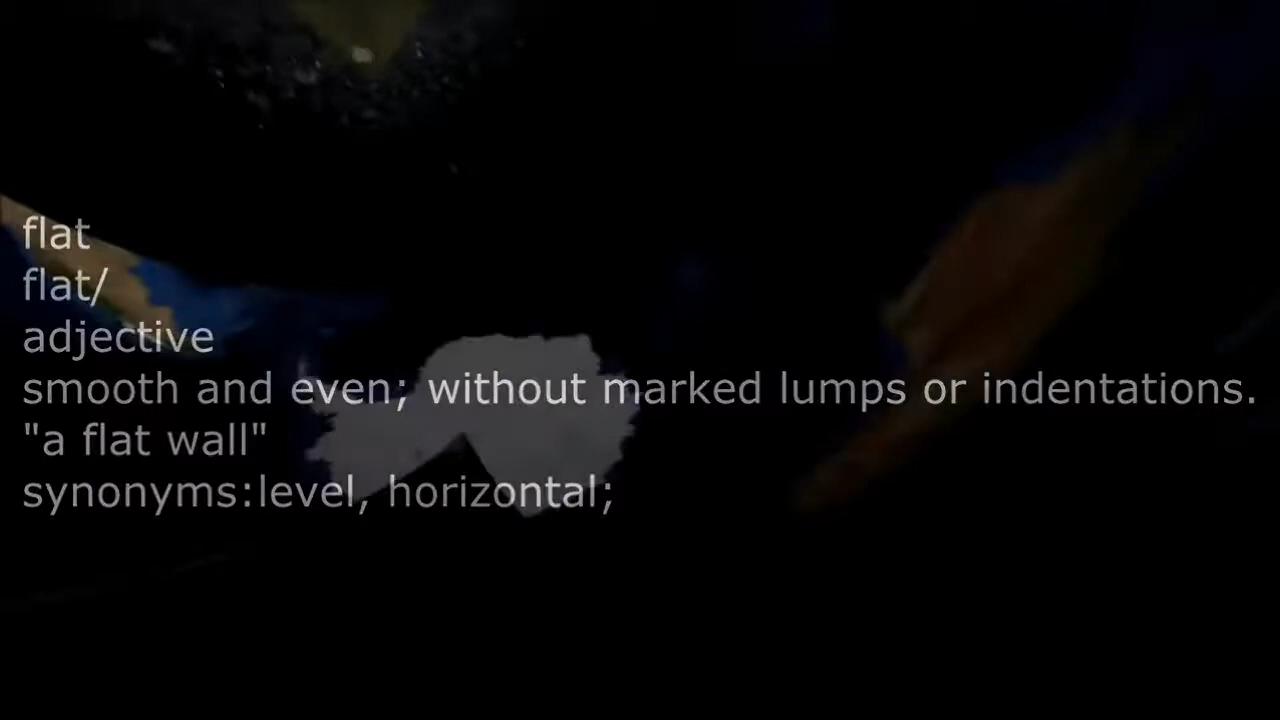 flat
flat/
adjective
smooth and even; without marked lumps or indentations.
"a flat wall"
synonyms:level, horizontal;